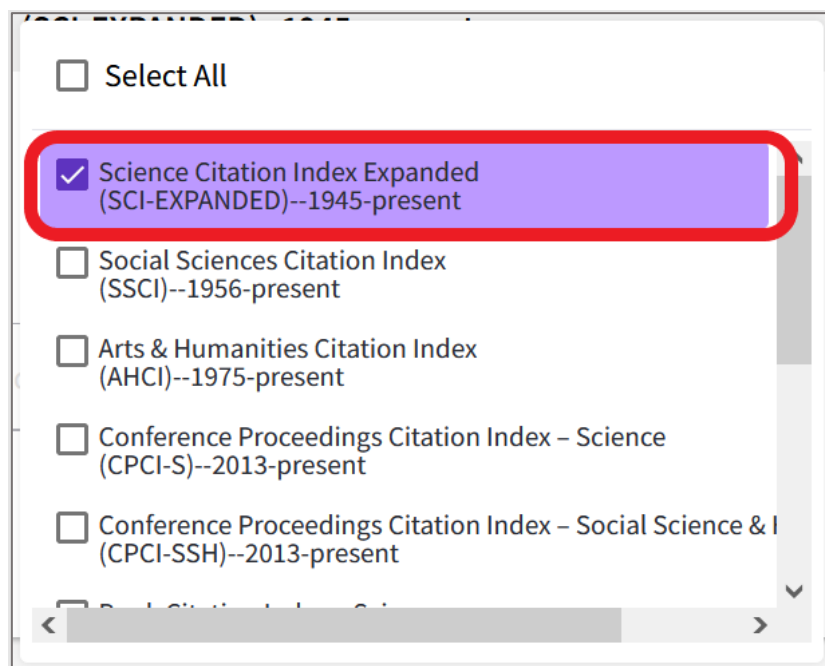 Select All
Science Citation Index Expanded
(SCI-EXPANDED)--1945-present
Social Sciences Citation Index
(SSCI)--1956-present
Arts & Humanities Citation Index
(AHCI)--1975-present
Conference Proceedings Citation Index – Science
(CPCI-S)--2013-present
Conference Proceedings Citation Index – Social Science &
(CPCI-SSH)--2013-present